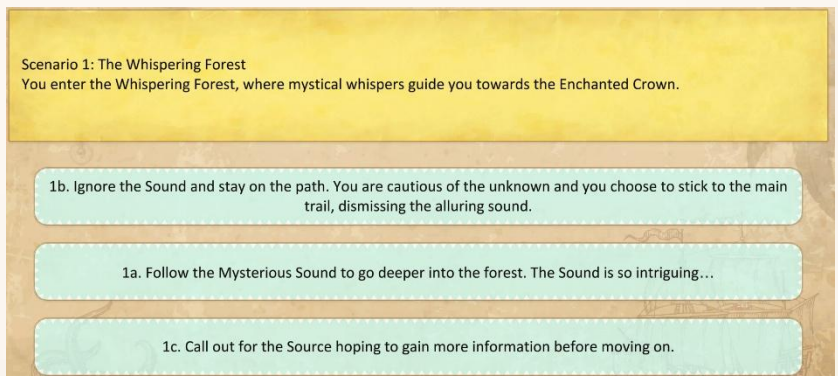 Scenario 1: The Whispering Forest
You enter the Whispering Forest, where mystical whispers guide you towards the Enchanted Crown.
1b. Ignore the Sound and stay on the path. You are cautious of the unknown and you choose to stick to the main
trail, dismissing the alluring sound.
1a. Follow the Mysterious Sound to go deeper into the forest. The Sound is so intriguing…
1c. Call out for the Source hoping to gain more information before moving on.